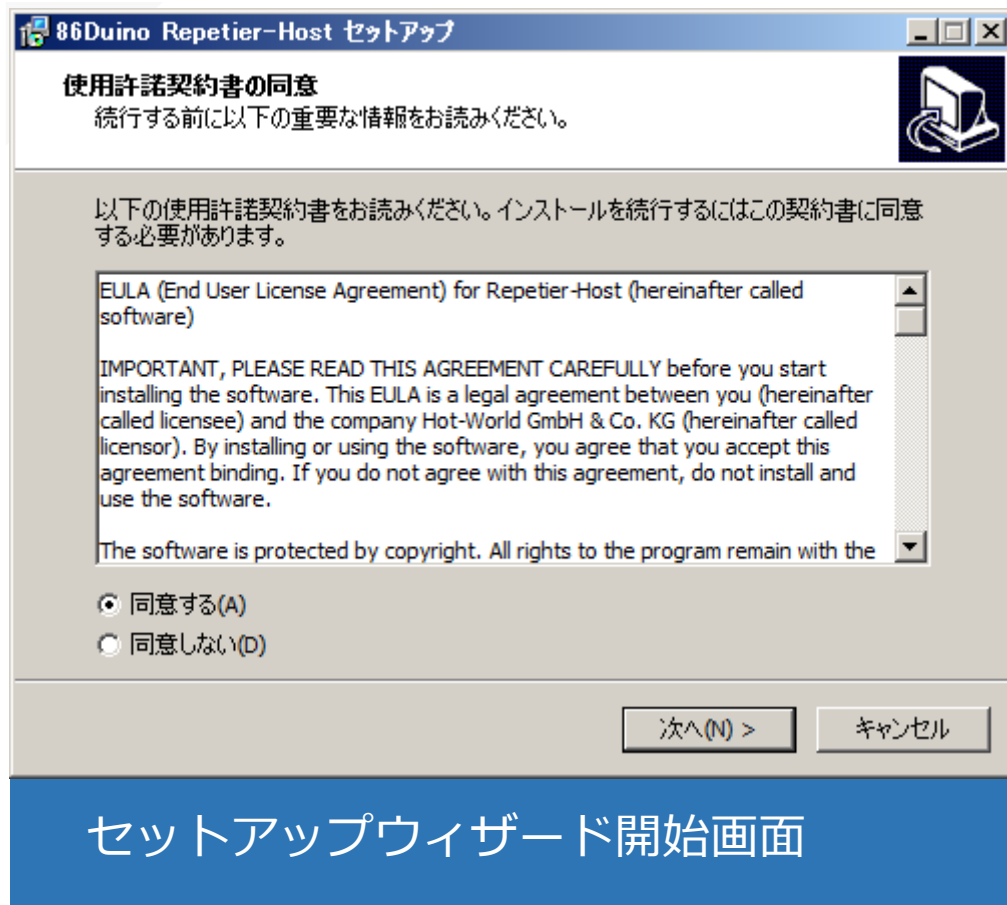 86Duino Repetier-Host セットアップ
使用許諾契約書の同意
続行する前に以下の重要な情報をお読みください。
以下の使用許諾契約書をお読みください。インストールを続行するにはこの契約書に同意
する必要があります。
EULA (End User License Agreement) for Repetier-Host (hereinafter called
software)
IMPORTANT, PLEASE READ THIS AGREEMENT CAREFULLY before you start
installing the software. This EULA is a legal agreement between you (hereinafter
called licensee) and the company Hot-World GmbH & Co. KG (hereinafter called
licensor). By installing or using the software, you agree that you accept this
agreement binding. If you do not agree with this agreement, do not install and
use the software.
The software is protected by copyright. All rights to the program remain with the
同意する(A)
同意しない(D)
次へ(N) >
キャンセル
セットアップウィザード開始画面